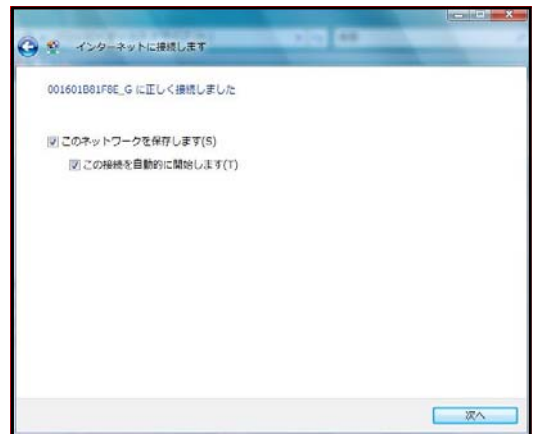 インターネットに接続します
001601B81F8E_G に正しく接続しました
このネットワークを保存します(S)
この接続を自動的に開始します(T)
次へ